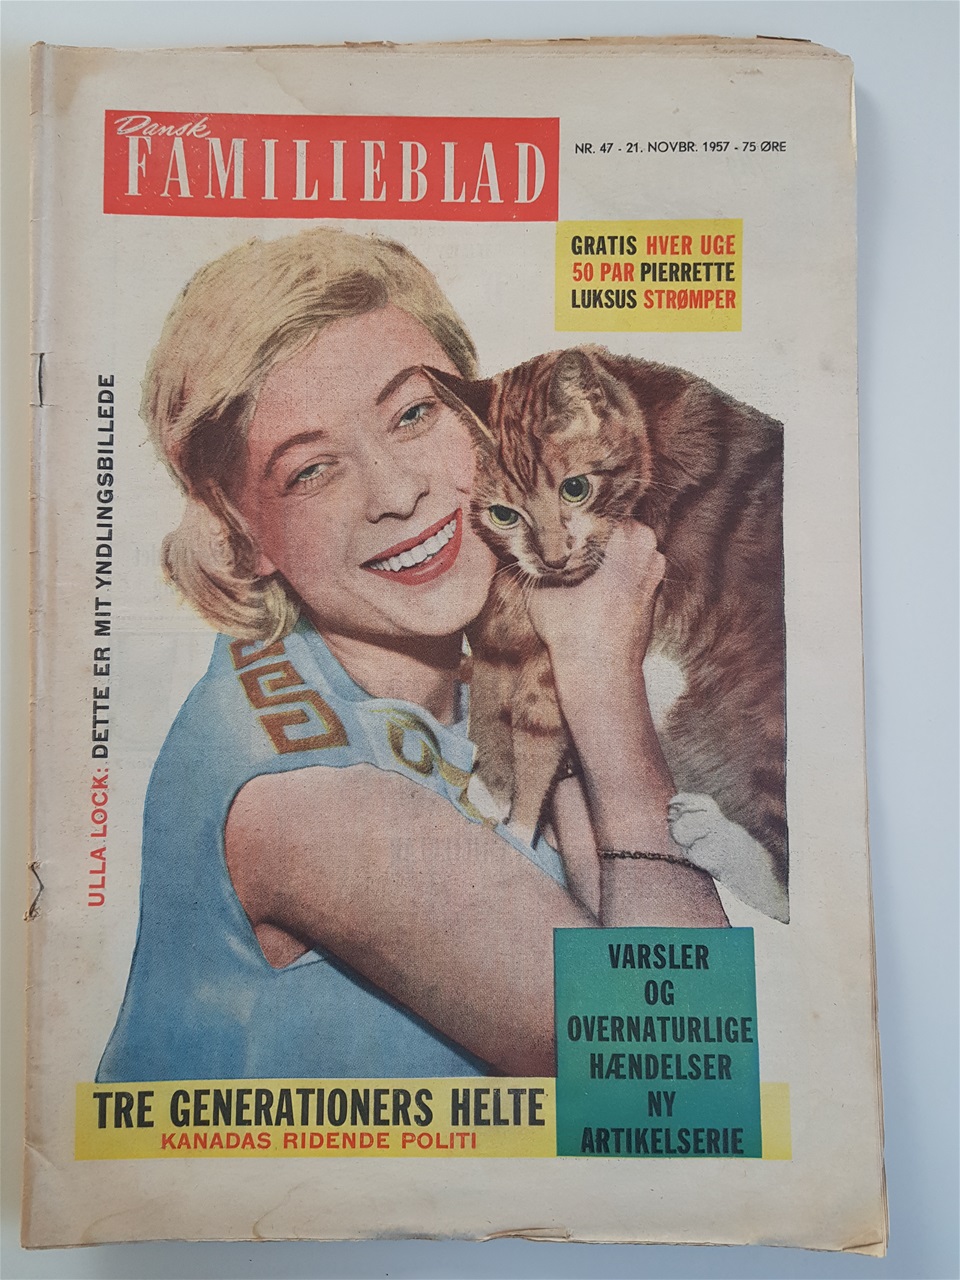 Dansk
FAMILIEBLAD
NR. 47 - 21. NOVBR. 1957 - 75 ØRE
GRATIS HVER UGE
50 PAR PIERRETTE
LUKSUS STRØMPER
ULLA LOCK: DETTE ER MIT YNDLINGSBILLEDE
VARSLER
OG
OVERNATURLIGE
HÆNDELSER
NY
ARTIKELSERIE
TRE GENERATIONERS HELTE
KANADAS RIDENDE POLITI